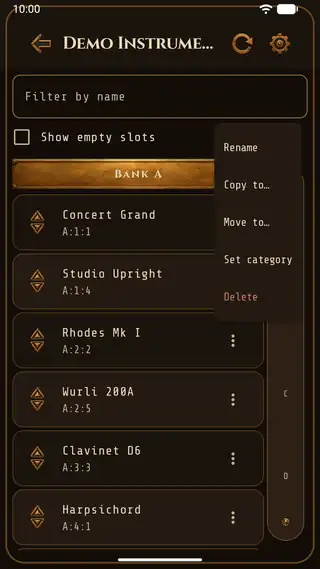 10:00
Demo Instrume…
Filter by name
Show empty slots
Bank A
Rename
Copy to…
Move to…
Set category
Delete
Concert Grand
A:1:1
Studio Upright
A:1:4
Rhodes Mk I
A:2:2
Wurli 200A
A:2:5
Clavinet D6
A:3:3
Harpsichord
A:4:1
C
D